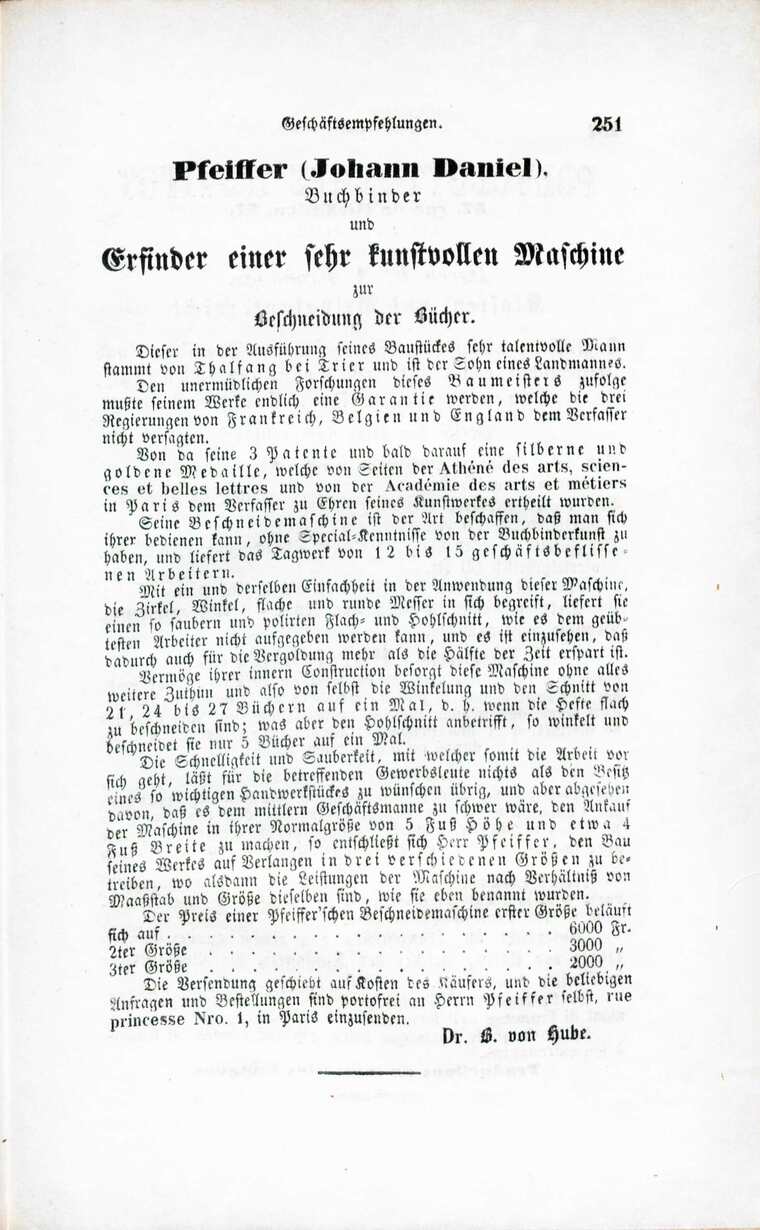 Geschäftsempfehlungen. 251
Pfeiffer (Johann Daniel),
Buchbinder
und
Erfinder einer sehr kunstvollen Maschine
zur
Beschneidung der Bücher.
Dieser in der Ausführung seines Baustückes sehr talentvolle Mann
stammt von Thalfang bei Trier und ist der Sohn eines Landmannes.
Den unermüdlichen Forschungen dieses Baumeisters zufolge
mußte seinem Werke endlich eine Garantie werden, welche die drei
Regierungen von Frankreich, Belgien und England dem Verfasser
nicht versagten.
Von da seine 3 Patente und bald darauf eine silberne und
goldene Medaille, welche von Seiten der Athéné des arts, scien-
ces et belles lettres und von der Académie des arts et métiers
in Paris dem Verfasser zu Ehren seines Kunstwerkes ertheilt wurden.
Seine Beschneidemaschine ist der Art beschaffen, daß man sich
ihrer bedienen kann, ohne Special-Kenntnisse von der Buchbinderkunst zu
haben, und liefert das Tagwerk von 12 bis 15 geschäftsbeflisse-
nen Arbeitern.
Mit ein und derselben Einfachheit in der Anwendung dieser Maschine,
die Zirkel, Winkel, flache und runde Messer in sich begreift, liefert sie
einen so saubern und polirten Flach- und Hohlschnitt, wie es dem geüb-
testen Arbeiter nicht aufgegeben werden kann, und es ist einzusehen, daß
dadurch auch für die Vergoldung mehr als die Hälfte der Zeit erspart ist.
Vermöge ihrer innern Construction besorgt diese Maschine ohne alles
weitere Zuthun und also von selbst die Winkelung und den Schnitt von
21, 24 bis 27 Büchern auf ein Mal, d. h. wenn die Hefte flach
zu beschneiden sind; was aber den Hohlschnitt anbetrifft, so winkelt und
beschneidet sie nur 5 Bücher auf ein Mal.
Die Schnelligkeit und Sauberkeit, mit welcher somit die Arbeit vor
sich geht, läßt für die betreffenden Gewerbsleute nichts als den Besitz
eines so wichtigen Handwerkstückes zu wünschen übrig, und aber abgesehen
davon, daß es dem mittlern Geschäftsmanne zu schwer wäre, den Ankauf
der Maschine in ihrer Normalgröße von 5 Fuß Höhe und etwa 4
Fuß Breite zu machen, so entschließt sich Herr Pfeiffer, den Bau
seines Werkes auf Verlangen in drei verschiedenen Größen zu be-
treiben, wo alsdann die Leistungen der Maschine nach Verhältniß von
Maaßstab und Größe dieselben sind, wie sie eben benannt wurden.
Der Preis einer Pfeiffer'schen Beschneidemaschine erster Größe beläuft
sich auf . . . . . . . . . . . . . . . . . 6000 Fr.
2ter Größe . . . . . . . . . . . . . . . . 3000 „
3ter Größe . . . . . . . . . . . . . . . . 2000 „
Die Versendung geschieht auf Kosten des Käufers, und die beliebigen
Anfragen und Bestellungen sind portofrei an Herrn Pfeiffer selbst, rue
princesse Nro. 1, in Paris einzusenden.
Dr. B. von Hube.